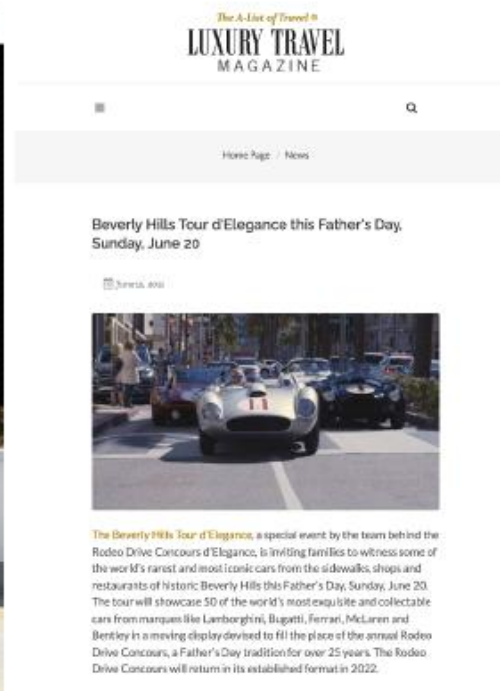 The A-List of Travel®
LUXURY TRAVEL
MAGAZINE
Home Page / News
Beverly Hills Tour d'Elegance this Father's Day,
Sunday, June 20
11
The Beverly Hills Tour d'Elegance, a special event by the team behind the
Rodeo Drive Concours d'Elegance, is inviting families to witness some of
the world's rarest and most iconic cars from the sidewalks, shops and
restaurants of historic Beverly Hills this Father's Day, Sunday, June 20.
The tour will showcase 50 of the world's most exquisite and collectable
cars from marques like Lamborghini, Bugatti, Ferrari, McLaren and
Bentley in a moving display devised to fill the place of the annual Rodeo
Drive Concours, a Father's Day tradition for over 25 years. The Rodeo
Drive Concours will return in its established format in 2022.